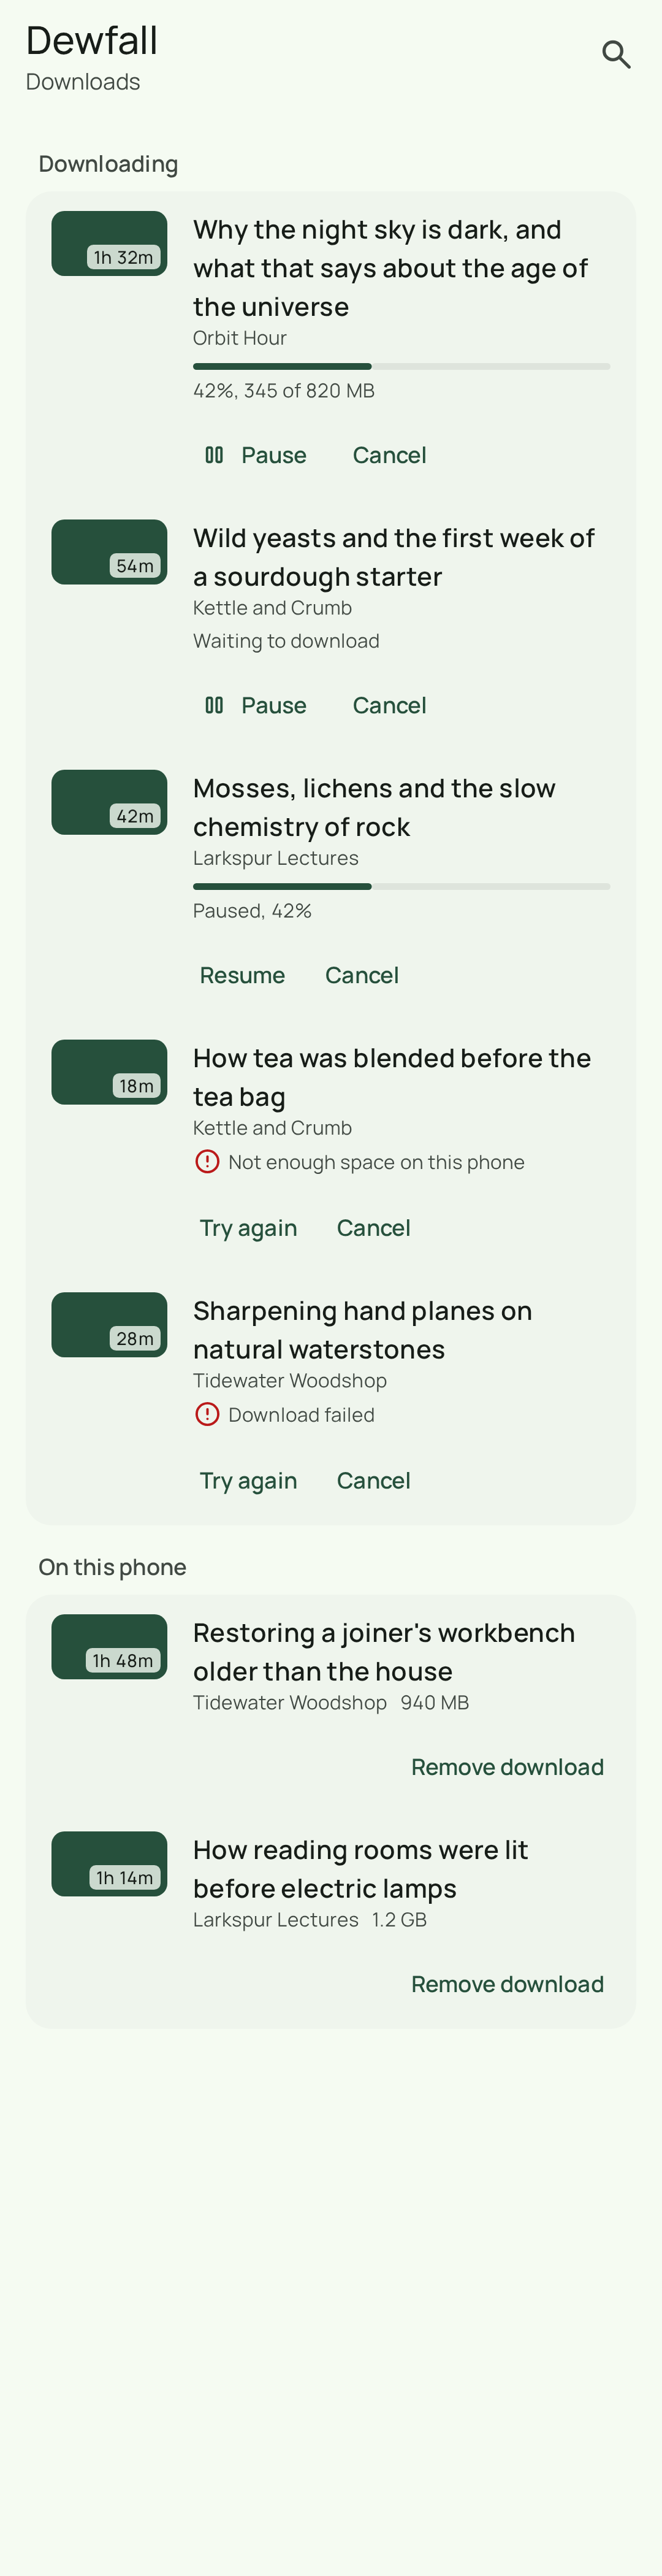 Dewfall
Downloads
Downloading
1h 32m
Why the night sky is dark, and
what that says about the age of
the universe
Orbit Hour
42%, 345 of 820 MB
Pause
Cancel
54m
Wild yeasts and the first week of
a sourdough starter
Kettle and Crumb
Waiting to download
Pause
Cancel
42m
Mosses, lichens and the slow
chemistry of rock
Larkspur Lectures
Paused, 42%
Resume
Cancel
18m
How tea was blended before the
tea bag
Kettle and Crumb
Not enough space on this phone
Try again
Cancel
28m
Sharpening hand planes on
natural waterstones
Tidewater Woodshop
Download failed
Try again
Cancel
On this phone
1h 48m
Restoring a joiner's workbench
older than the house
Tidewater Woodshop 940 MB
Remove download
1h 14m
How reading rooms were lit
before electric lamps
Larkspur Lectures 1.2 GB
Remove download